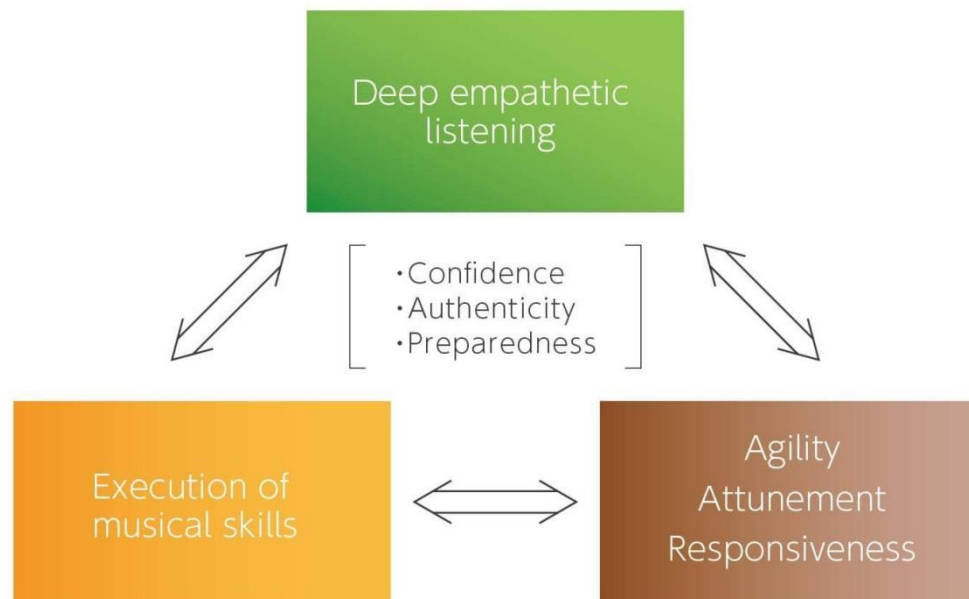 Deep empathetic
listening
・Confidence
・Authenticity
・Preparedness
Execution of
musical skills
Agility
Attunement
Responsiveness